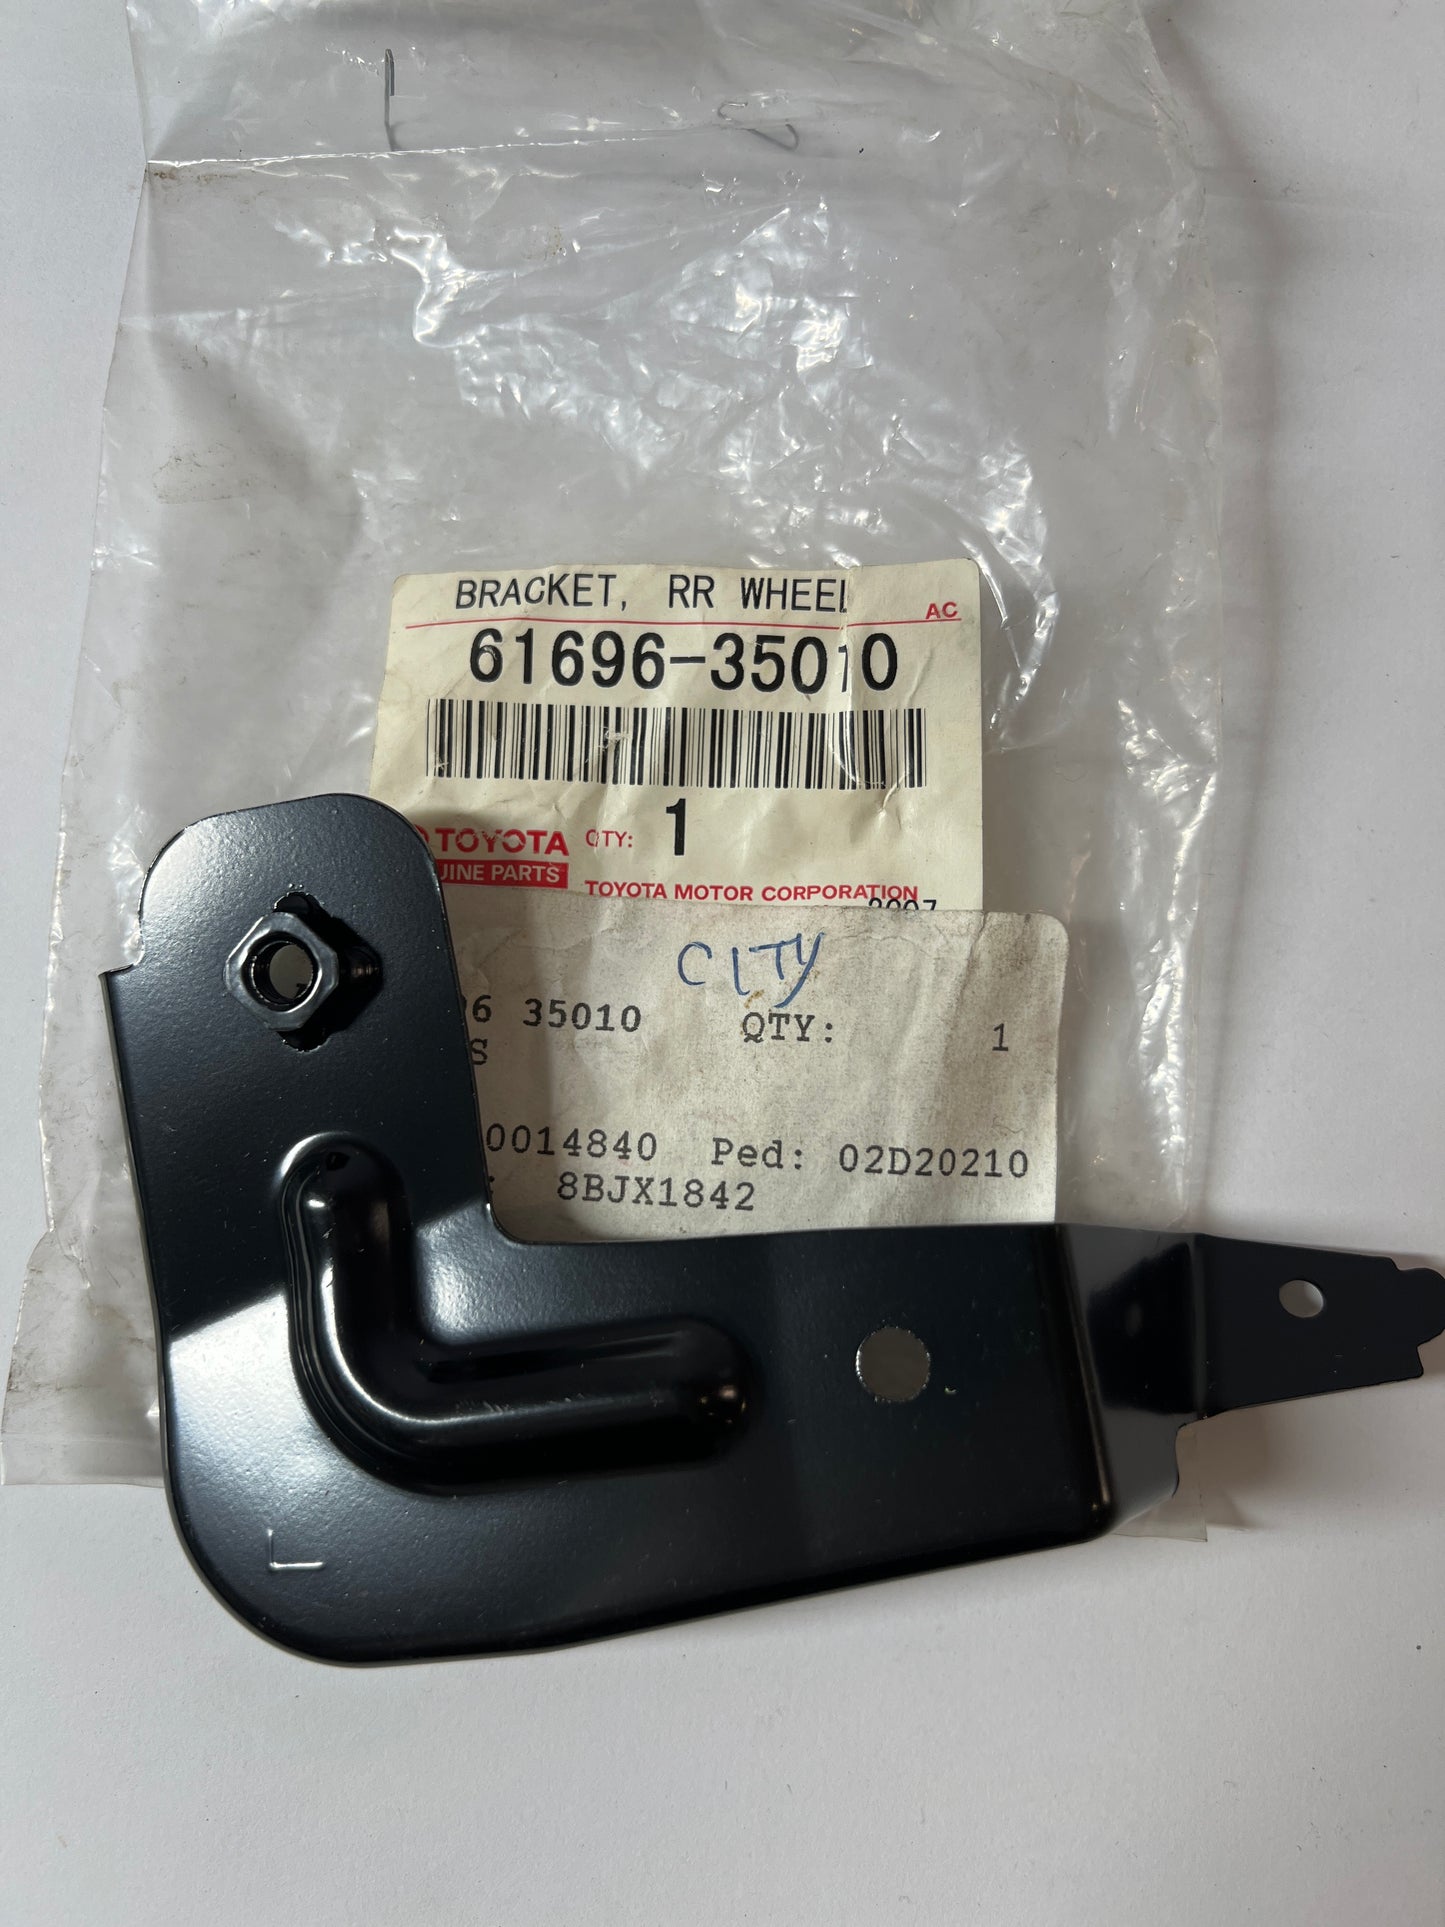 BRACKET, RR WHEEL
AC
61696-35010
TOYOTA QTY: 1
UINE PARTS
TOYOTA MOTOR CORPORATION
CITY
6 35010 QTY: 1
S
0014840 Ped: 02D20210
: 8BJX1842
L